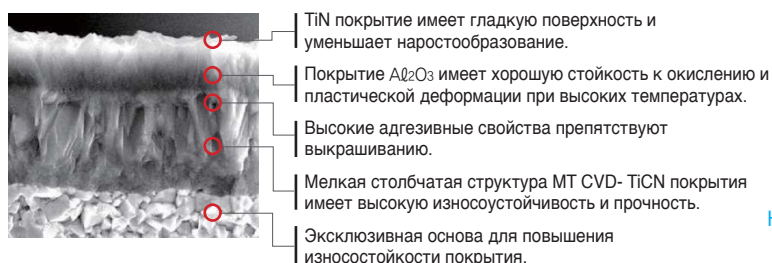 TiN покрытие имеет гладкую поверхность и
уменьшает наростообразование.
Покрытие Aℓ2O3 имеет хорошую стойкость к окислению и
пластической деформации при высоких температурах.
Высокие адгезивные свойства препятствуют
выкрашиванию.
Мелкая столбчатая структура MT CVD- TiCN покрытия
имеет высокую износоустойчивость и прочность.
Эксклюзивная основа для повышения
износостойкости покрытия.